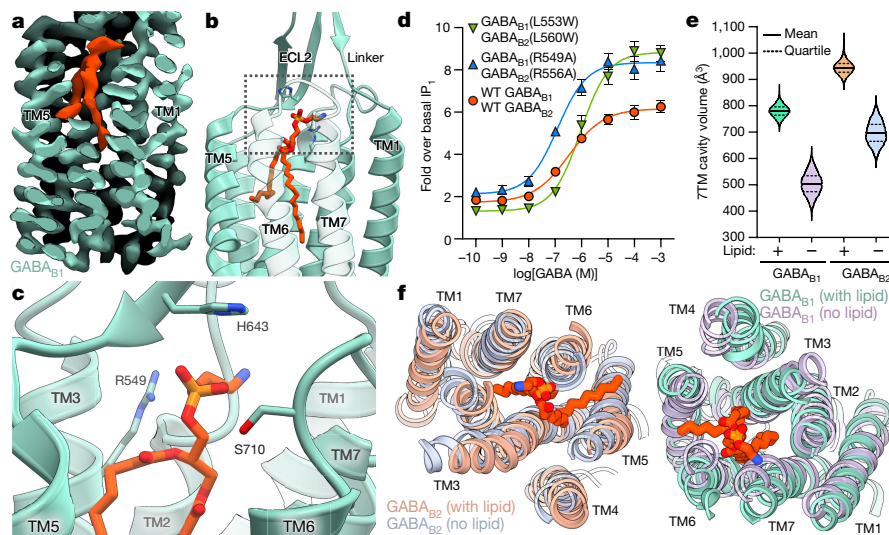 a
TM5
TM1
GABAB1
b
ECL2
Linker
TM5
TM1
TM6
TM7
c
H643
R549
TM3
TM1
S710
TM7
TM2
TM5
TM6
d
GABAB1(L553W)
GABAB2(L560W)
GABAB1(R549A)
GABAB2(R556A)
WT GABAB1
WT GABAB2
Fold over basal IP1
10
8
6
4
2
0
−10 −9 −8 −7 −6 −5 −4 −3
log[GABA (M)]
e
Mean
Quartile
7TM cavity volume (Å3)
1,100
1,000
900
800
700
600
500
400
300
Lipid: + − + −
GABAB1 GABAB2
f
TM1
TM7
TM6
TM3
TM5
TM4
GABAB2 (with lipid)
GABAB2 (no lipid)
GABAB1 (with lipid)
GABAB1 (no lipid)
TM4
TM3
TM5
TM2
TM6
TM7
TM1